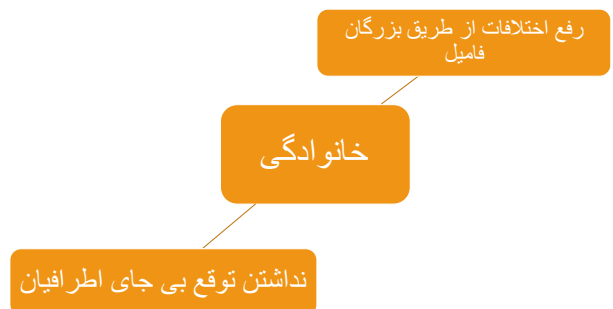 رفع اختلافات از طریق بزرگان
فامیل
خانوادگی
نداشتن توقع بی جای اطرافیان